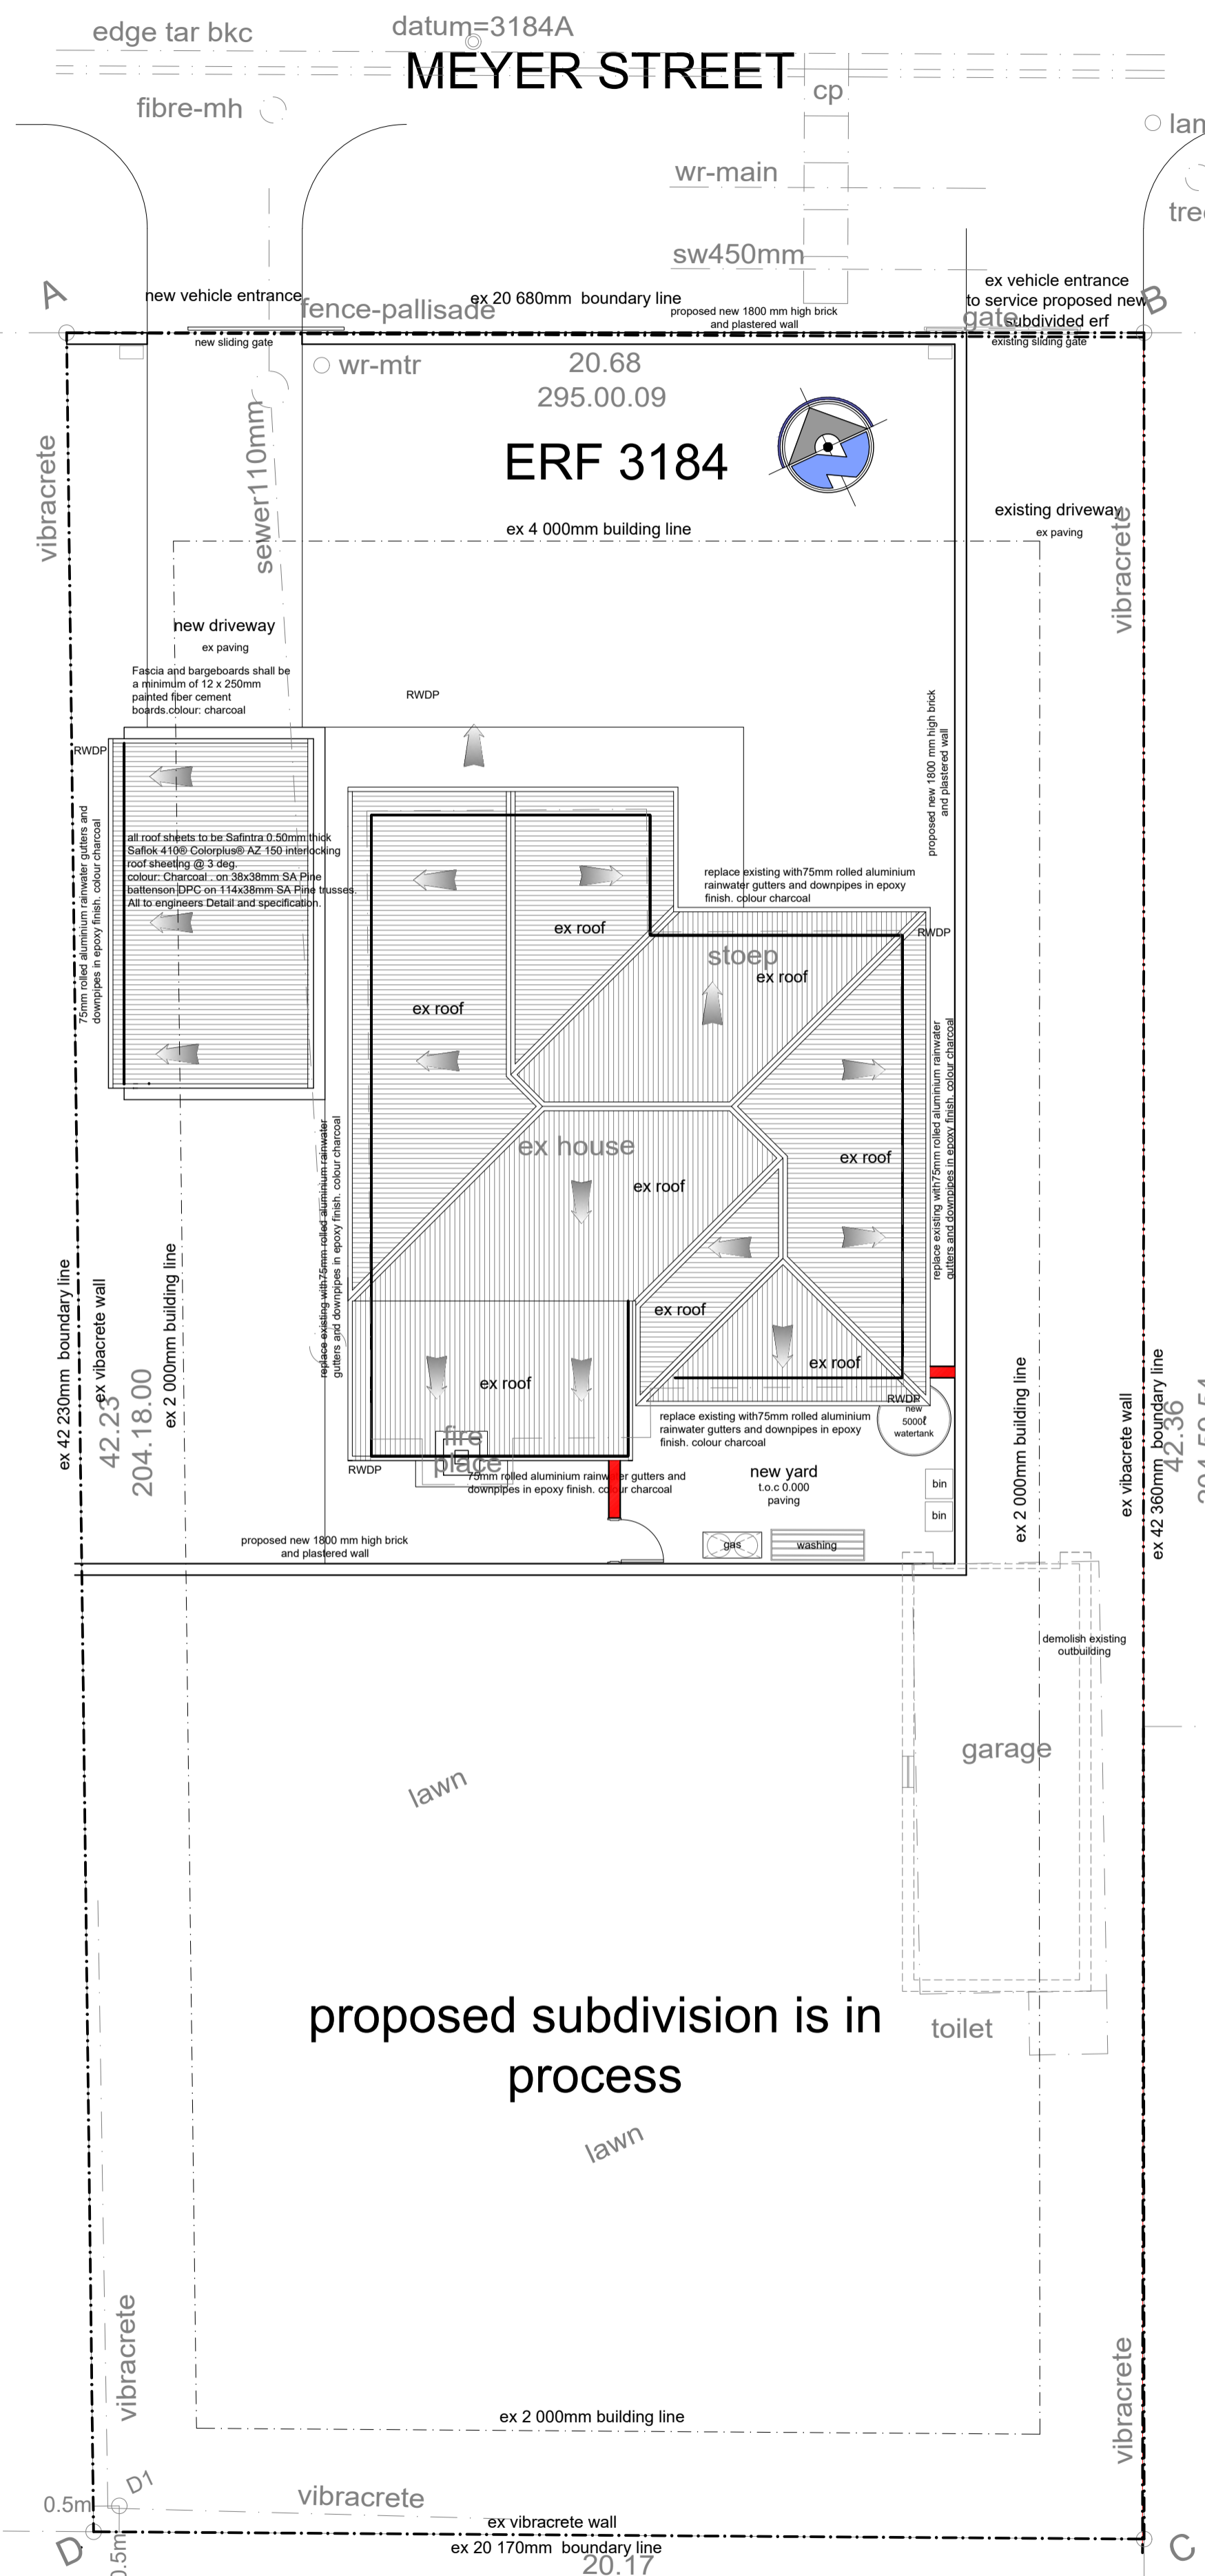 edge tar bkc
datum=3184A
MEYER STREET
fibre-mh
cp
wr-main
sw450mm
A
new vehicle entrance
fence-pallisade
ex 20 680mm boundary line
proposed new 1800 mm high brick
and plastered wall
ex vehicle entrance
to service proposed new
subdivided erf
gate
B
new sliding gate
existing sliding gate
wr-mtr
20.68
295.00.09
ERF 3184
vibracrete
sewer110mm
ex 4 000mm building line
existing driveway
ex paving
vibracrete
new driveway
ex paving
Fascia and bargeboards shall be
a minimum of 12 x 250mm
painted fiber cement
boards.colour: charcoal
RWDP
RWDP
proposed new 1800 mm high brick
and plastered wall
75mm rolled aluminium rainwater gutters and
downpipes in epoxy finish. colour charcoal
all roof sheets to be Safintra 0.50mm thick
Saflok 410® Colorplus® AZ 150 interlocking
roof sheeting @ 3 deg.
colour: Charcoal . on 38x38mm SA Pine
battenson DPC on 114x38mm SA Pine trusses.
All to engineers Detail and specification.
replace existing with75mm rolled aluminium
rainwater gutters and downpipes in epoxy
finish. colour charcoal
ex roof
RWDP
stoep
ex roof
ex roof
replace existing with75mm rolled aluminium rainwater
gutters and downpipes in epoxy finish. colour charcoal
ex house
ex roof
ex roof
replace existing with75mm rolled aluminium rainwater
gutters and downpipes in epoxy finish. colour charcoal
ex roof
ex roof
ex roof
ex 42 230mm boundary line
ex vibacrete wall
42.23
204.18.00
ex 2 000mm building line
RWDP
new
5000ℓ
watertank
replace existing with75mm rolled aluminium
rainwater gutters and downpipes in epoxy
finish. colour charcoal
fire
place
RWDP
75mm rolled aluminium rainwater gutters and
downpipes in epoxy finish. colour charcoal
new yard
t.o.c 0.000
paving
bin
bin
gas
washing
ex 2 000mm building line
ex vibacrete wall
ex 42 360mm boundary line
42.36
proposed new 1800 mm high brick
and plastered wall
demolish existing
outbuilding
garage
lawn
proposed subdivision is in
process
toilet
lawn
vibracrete
vibracrete
ex 2 000mm building line
D1
0.5m
vibracrete
ex vibracrete wall
D
0.5m
ex 20 170mm boundary line
20.17
C